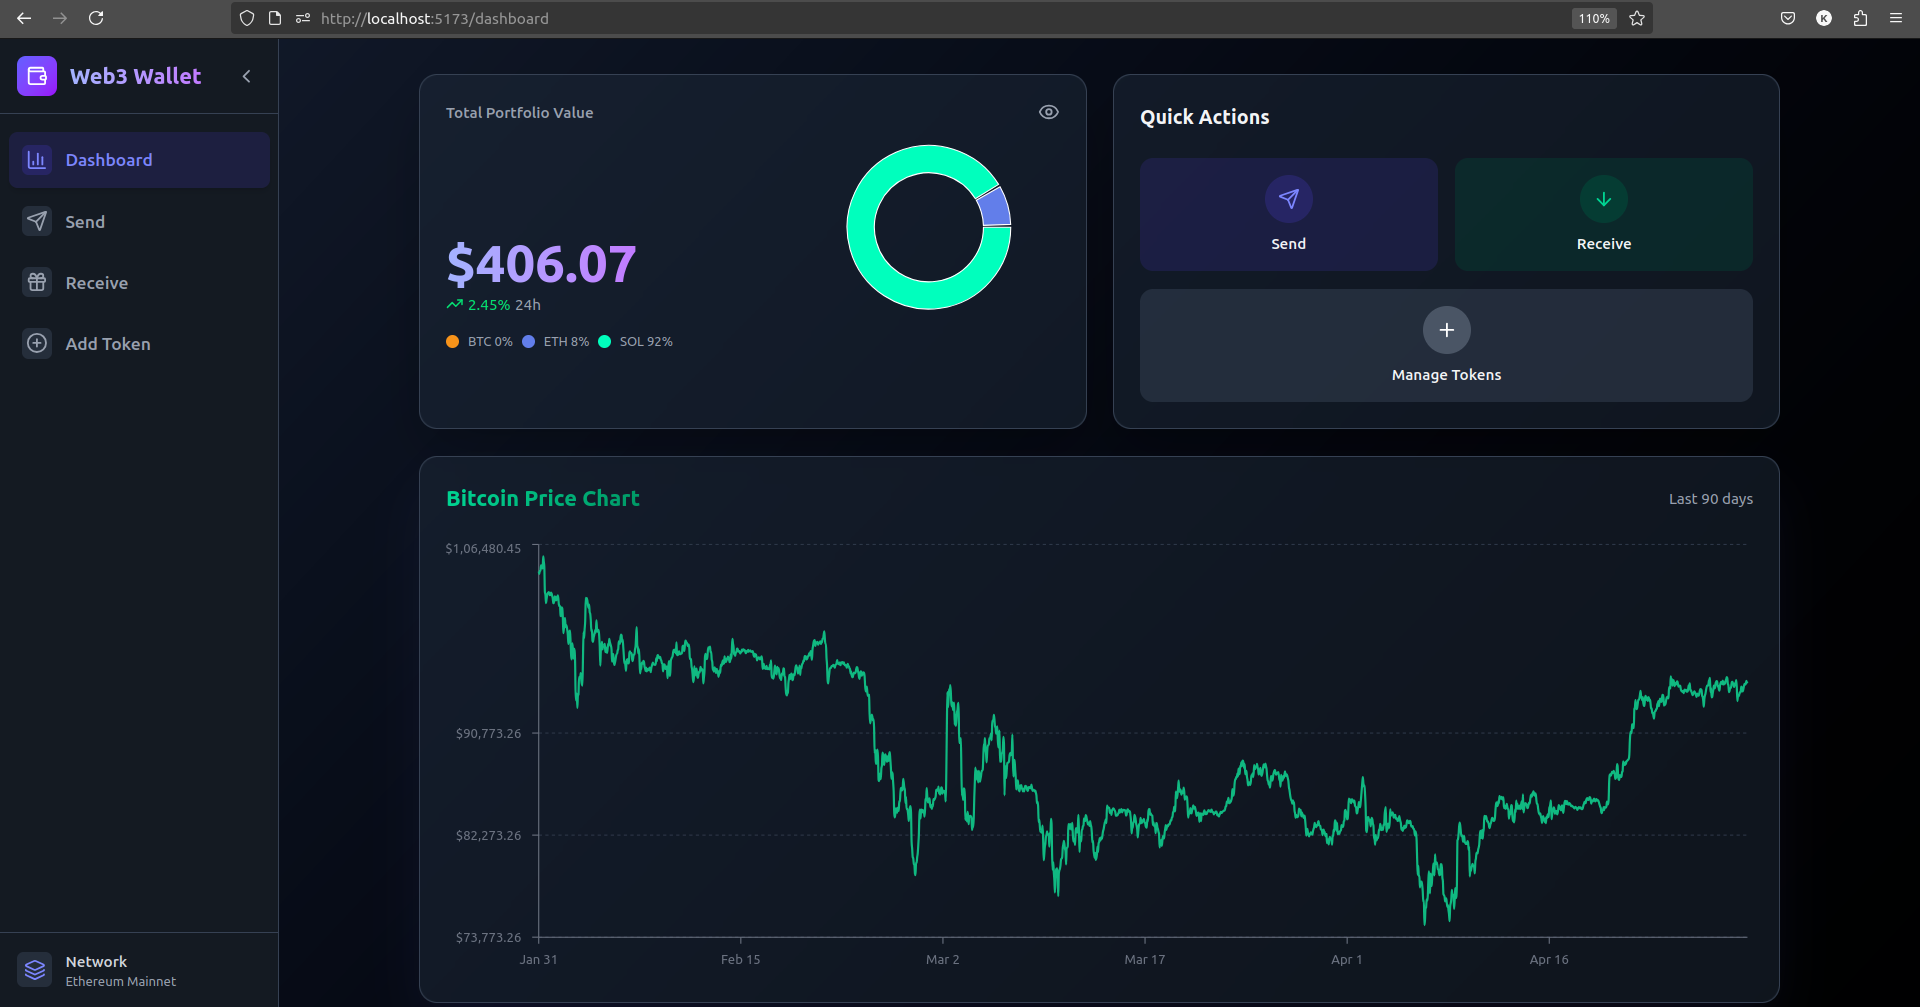 http://localhost:5173/dashboard
110%
K
Web3 Wallet
Dashboard
Send
Receive
Add Token
Network
Ethereum Mainnet
Total Portfolio Value
$406.07
2.45% 24h
BTC 0% ETH 8% SOL 92%
Quick Actions
Send
Receive
Manage Tokens
Bitcoin Price Chart
Last 90 days
$1,06,480.45
$90,773.26
$82,273.26
$73,773.26
Jan 31 Feb 15 Mar 2 Mar 17 Apr 1 Apr 16